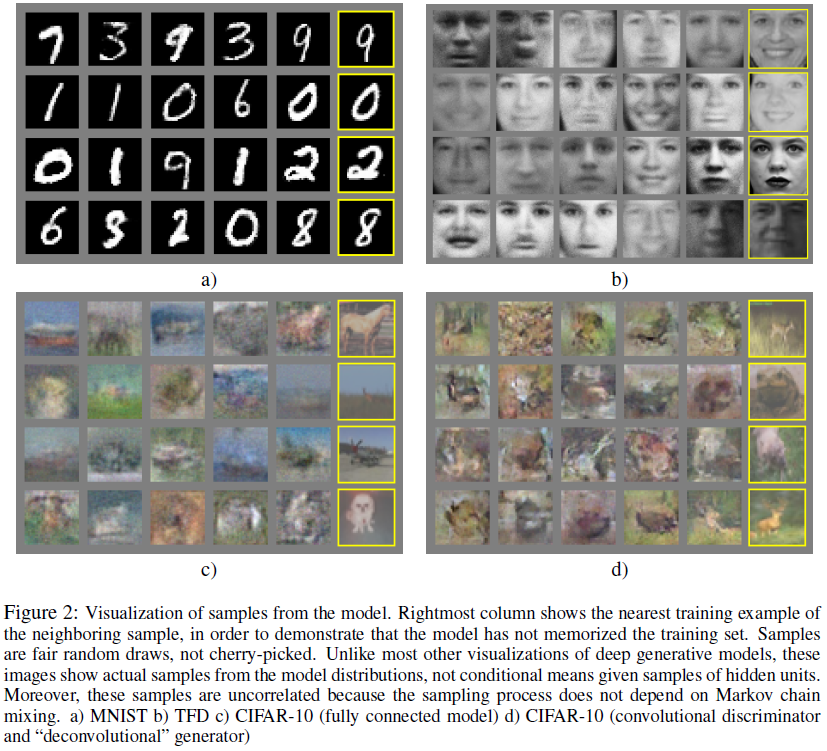 7 3 9 3 9 9
1 1 0 6 0 0
0 1 9 1 2 2
6 3 2 0 8 8
a)
b)
c)
d)
Figure 2: Visualization of samples from the model. Rightmost column shows the nearest training example of
the neighboring sample, in order to demonstrate that the model has not memorized the training set. Samples
are fair random draws, not cherry-picked. Unlike most other visualizations of deep generative models, these
images show actual samples from the model distributions, not conditional means given samples of hidden units.
Moreover, these samples are uncorrelated because the sampling process does not depend on Markov chain
mixing. a) MNIST b) TFD c) CIFAR-10 (fully connected model) d) CIFAR-10 (convolutional discriminator
and “deconvolutional” generator)